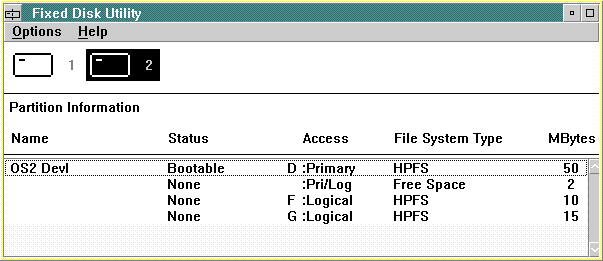 Fixed Disk Utility
Options Help
1 2
Partition Information
Name Status Access File System Type MBytes
OS2 Devl Bootable D :Primary HPFS 50
None :Pri/Log Free Space 2
None F :Logical HPFS 10
None G :Logical HPFS 15